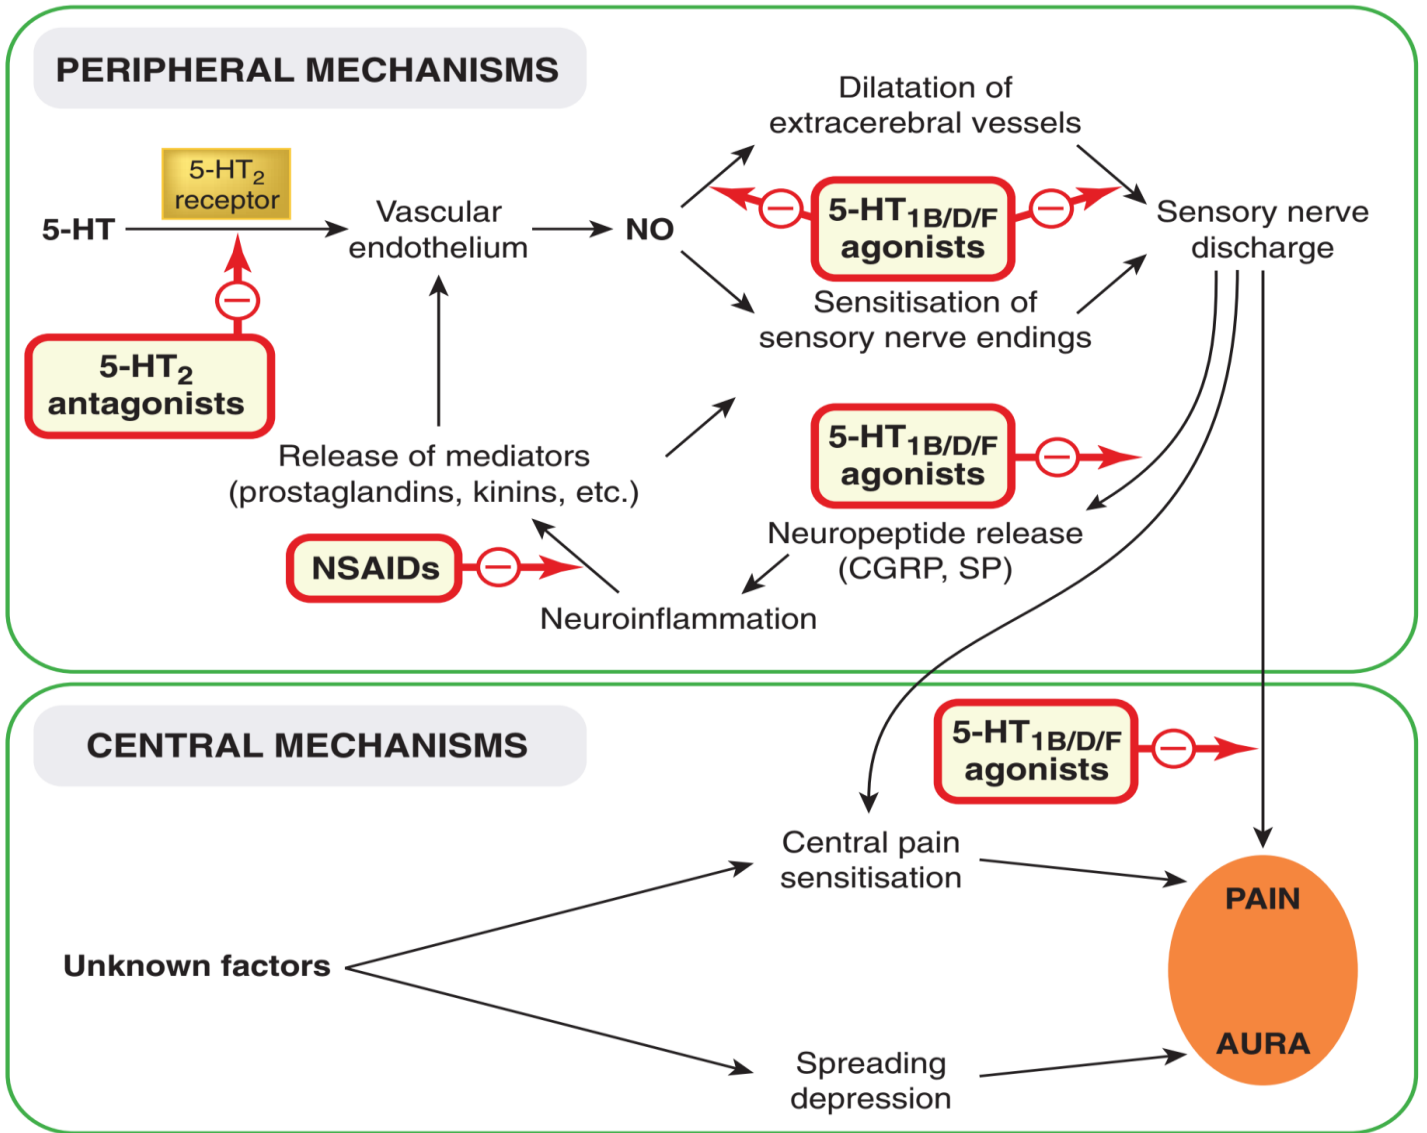 PERIPHERAL MECHANISMS
Dilatation of
extracerebral vessels
5-HT₂
receptor
5-HT
Vascular
endothelium
NO
5-HT₁B/D/F
agonists
Sensory nerve
discharge
Sensitisation of
sensory nerve endings
5-HT₂
antagonists
Release of mediators
(prostaglandins, kinins, etc.)
5-HT₁B/D/F
agonists
Neuropeptide release
(CGRP, SP)
NSAIDs
Neuroinflammation
CENTRAL MECHANISMS
5-HT₁B/D/F
agonists
Central pain
sensitisation
PAIN
Unknown factors
AURA
Spreading
depression